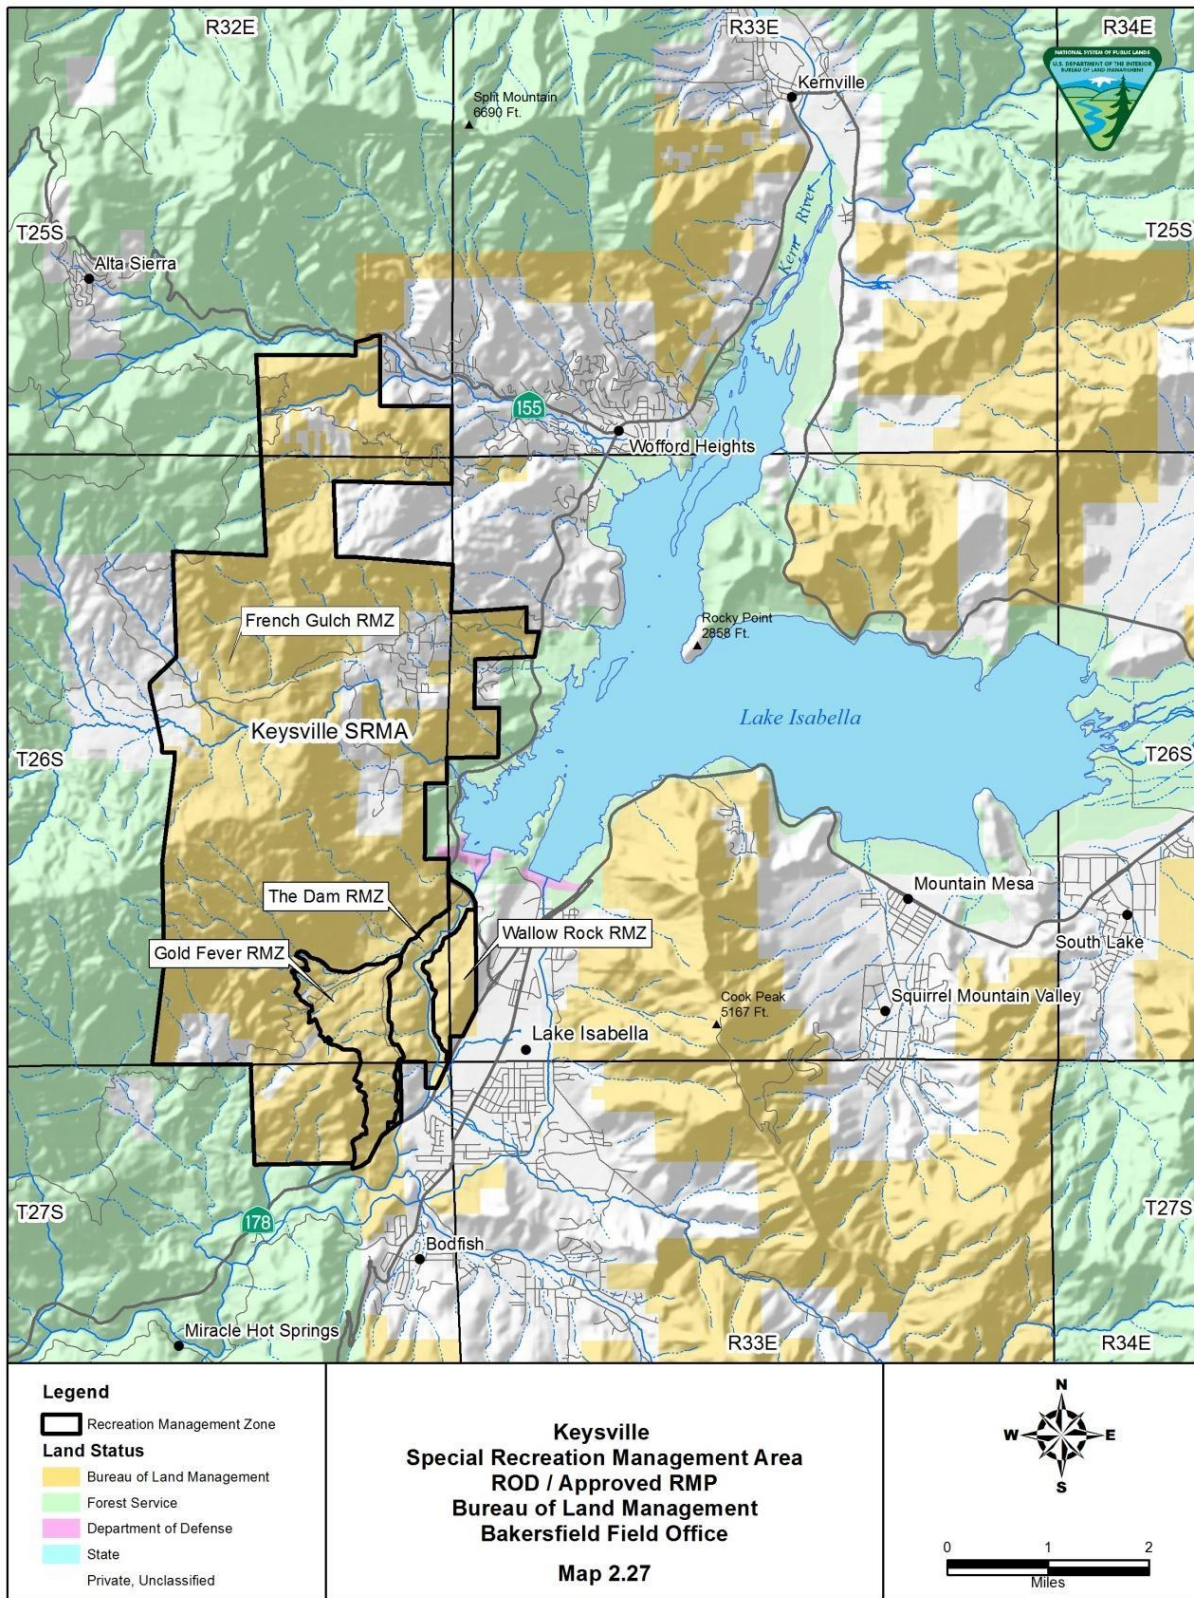 R32E
R33E
R34E
NATIONAL SYSTEM OF PUBLIC LANDS
U.S. DEPARTMENT OF THE INTERIOR
BUREAU OF LAND MANAGEMENT
Kernville
Split Mountain
6690 Ft.
Kern River
T25S
T25S
Alta Sierra
155
Wofford Heights
French Gulch RMZ
Rocky Point
2858 Ft.
Keysville SRMA
Lake Isabella
T26S
T26S
The Dam RMZ
Mountain Mesa
Wallow Rock RMZ
South Lake
Gold Fever RMZ
Cook Peak
5167 Ft.
Squirrel Mountain Valley
Lake Isabella
T27S
T27S
178
Bodfish
Miracle Hot Springs
R33E
R34E
Legend
Recreation Management Zone
Land Status
Bureau of Land Management
Forest Service
Department of Defense
State
Private, Unclassified
Keysville
Special Recreation Management Area
ROD / Approved RMP
Bureau of Land Management
Bakersfield Field Office
Map 2.27
N
W
E
S
0 1 2
Miles